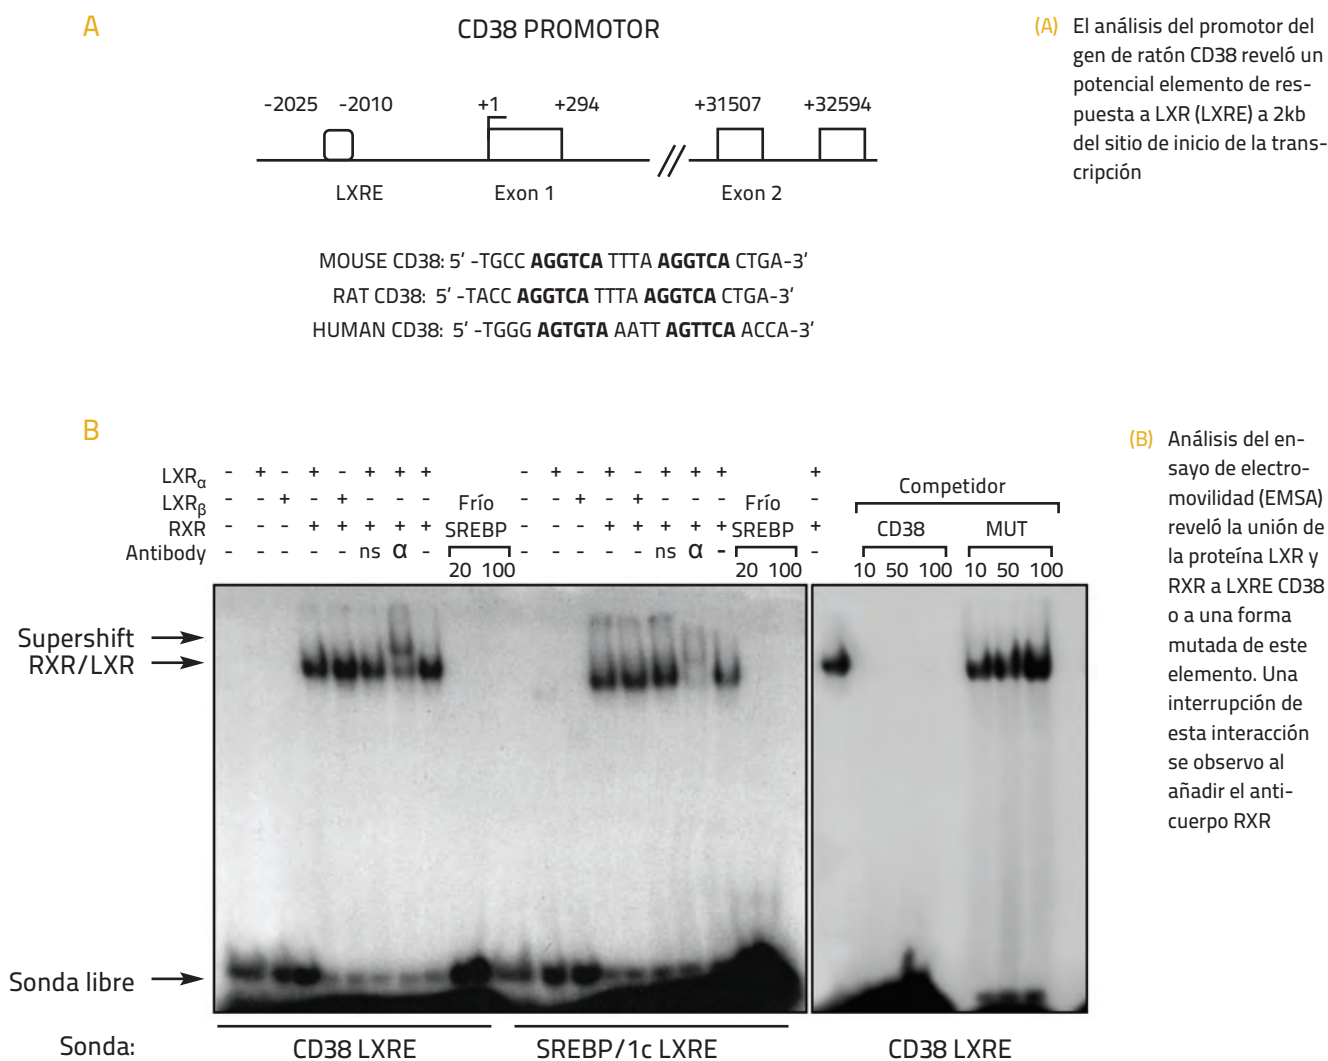 A
CD38 PROMOTOR
-2025 -2010 +1 +294 +31507 +32594
LXRE Exon 1 Exon 2
MOUSE CD38: 5' -TGCC AGGTCA TTTA AGGTCA CTGA-3'
RAT CD38: 5' -TACC AGGTCA TTTA AGGTCA CTGA-3'
HUMAN CD38: 5' -TGGG AGTGTA AATT AGTTCA ACCA-3'
(A) El análisis del promotor del
gen de ratón CD38 reveló un
potencial elemento de res-
puesta a LXR (LXRE) a 2kb
del sitio de inicio de la trans-
cripción
B
LXRα - + - + - + + + - + - + - + + + +
LXRβ - - + - + - - - Frío - - + - + - - - Frío - Competidor
RXR - - - + + + + + SREBP - - - + + + + + SREBP + CD38 MUT
Antibody - - - - - ns α - - - - - - ns α - -
20 100 20 100 10 50 100 10 50 100
Supershift
RXR/LXR
Sonda libre
Sonda: CD38 LXRE SREBP/1c LXRE CD38 LXRE
(B) Análisis del en-
sayo de electro-
movilidad (EMSA)
reveló la unión de
la proteína LXR y
RXR a LXRE CD38
o a una forma
mutada de este
elemento. Una
interrupción de
esta interacción
se observo al
añadir el anti-
cuerpo RXR